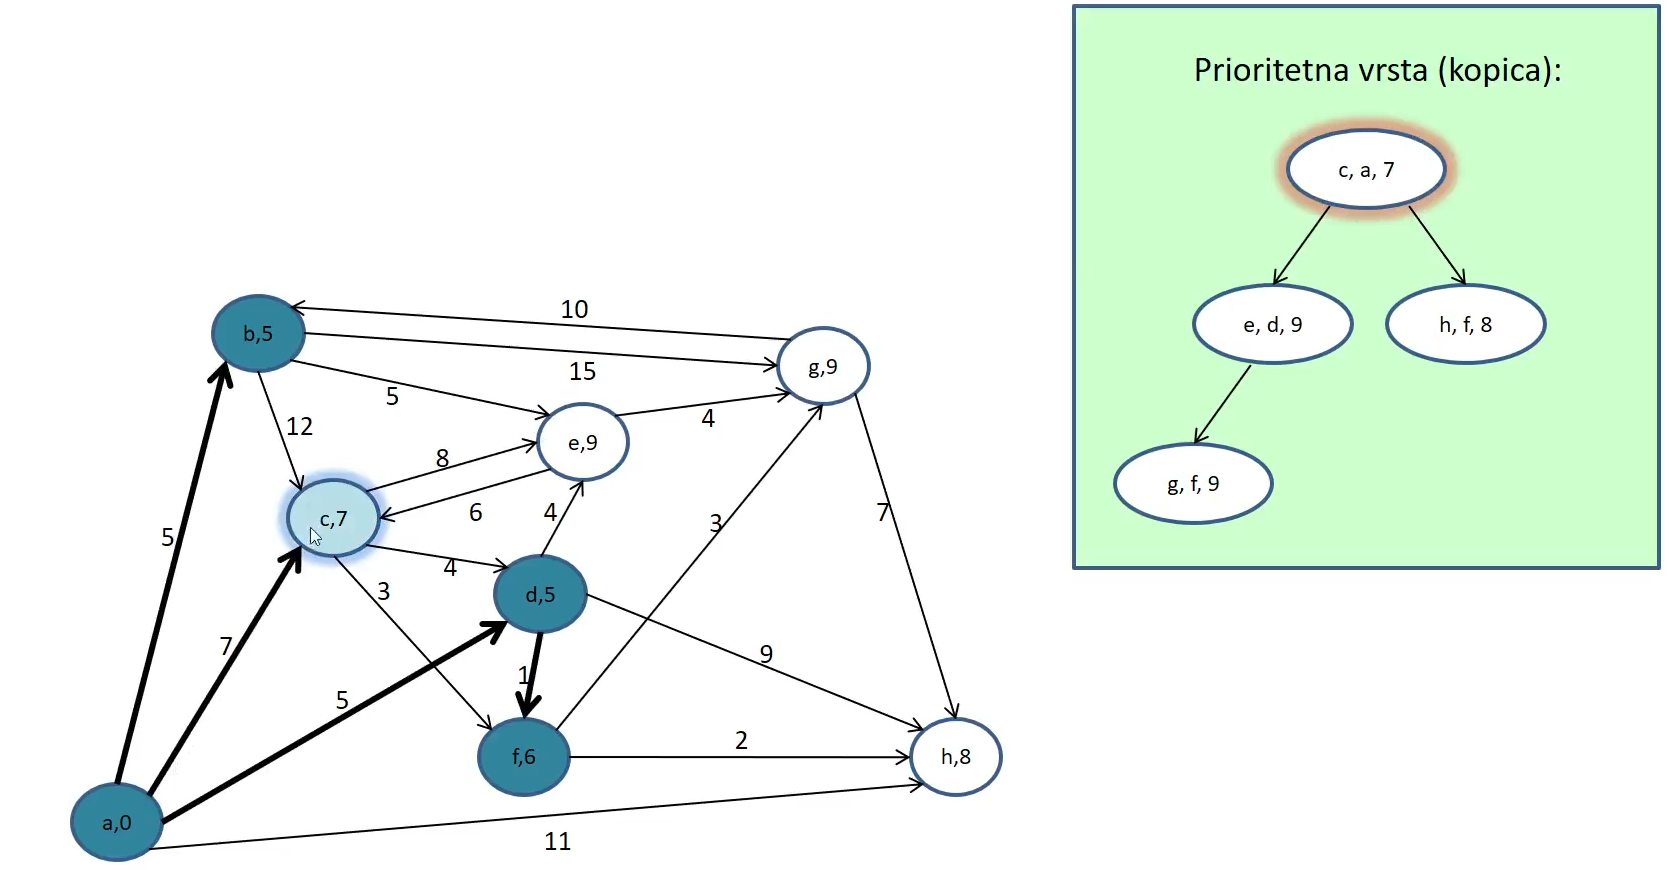 Prioritetna vrsta (kopica):
c, a, 7
e, d, 9
h, f, 8
g, f, 9
10
b,5
15
g,9
5
4
12
e,9
8
6
4
3
7
c,7
5
4
3
d,5
7
9
1
5
2
f,6
h,8
a,0
11